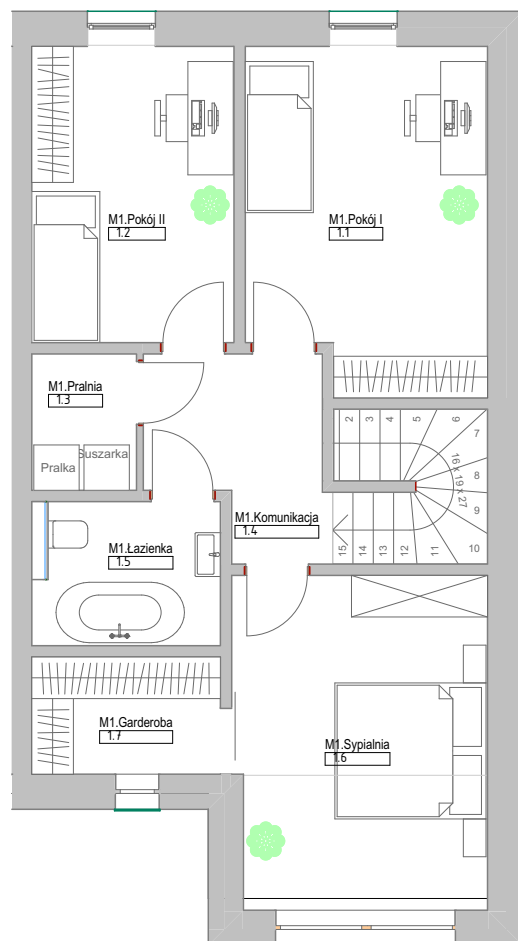 M1.Pokój II
1.2
M1.Pokój I
1.1
M1.Pralnia
1.3
Pralka
Suszarka
2 3 4 5 6
7
8
9
10
16 x 19 x 27
15 14 13 12 11
M1.Komunikacja
1.4
M1.Łazienka
1.5
M1.Garderoba
1.7
M1.Sypialnia
1.6